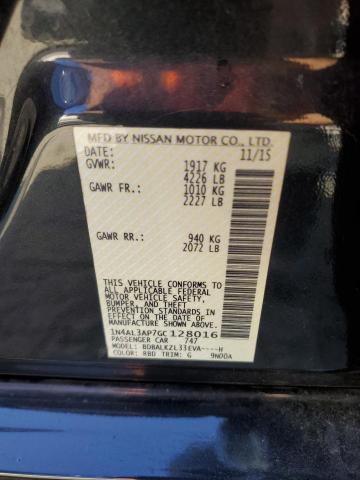 MFD BY NISSAN MOTOR CO., LTD.
DATE: 11/15
GVWR: 1917 KG
4226 LB
GAWR FR: 1010 KG
2227 LB
GAWR RR: 940 KG
2072 LB
THIS VEHICLE CONFORMS TO
ALL APPLICABLE FEDERAL
MOTOR VEHICLE SAFETY,
BUMPER, AND THEFT
PREVENTION STANDARDS
IN EFFECT ON THE DATE OF
MANUFACTURE SHOWN ABOVE.
1N4AL3AP7GC128016
PASSENGER CAR 747
MODEL: BDBALKZL33EVA----H
COLOR: RBD TRIM: G 9N00A